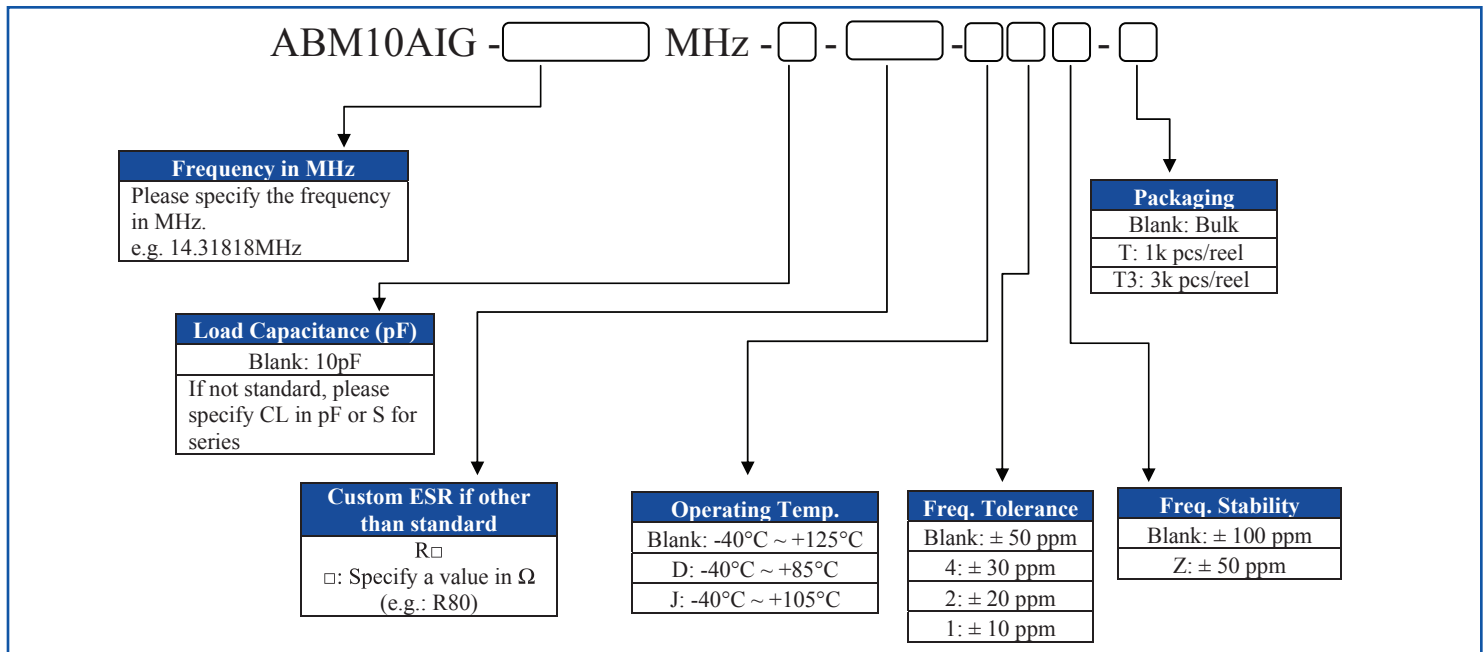 ABM10AIG - MHz - - - -
Frequency in MHz
Please specify the frequency
in MHz.
e.g. 14.31818MHz
Packaging
Blank: Bulk
T: 1k pcs/reel
T3: 3k pcs/reel
Load Capacitance (pF)
Blank: 10pF
If not standard, please
specify CL in pF or S for
series
Custom ESR if other
than standard
R□
□: Specify a value in Ω
(e.g.: R80)
Operating Temp.
Blank: -40°C ~ +125°C
D: -40°C ~ +85°C
J: -40°C ~ +105°C
Freq. Tolerance
Blank: ± 50 ppm
4: ± 30 ppm
2: ± 20 ppm
1: ± 10 ppm
Freq. Stability
Blank: ± 100 ppm
Z: ± 50 ppm